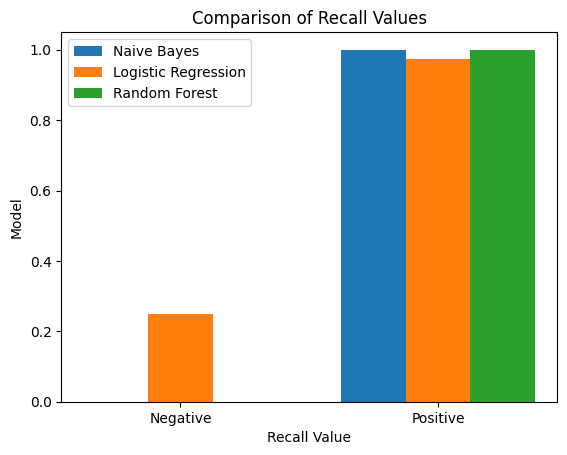 Comparison of Recall Values
Naive Bayes
Logistic Regression
Random Forest
Model
1.0
0.8
0.6
0.4
0.2
0.0
Negative Positive
Recall Value